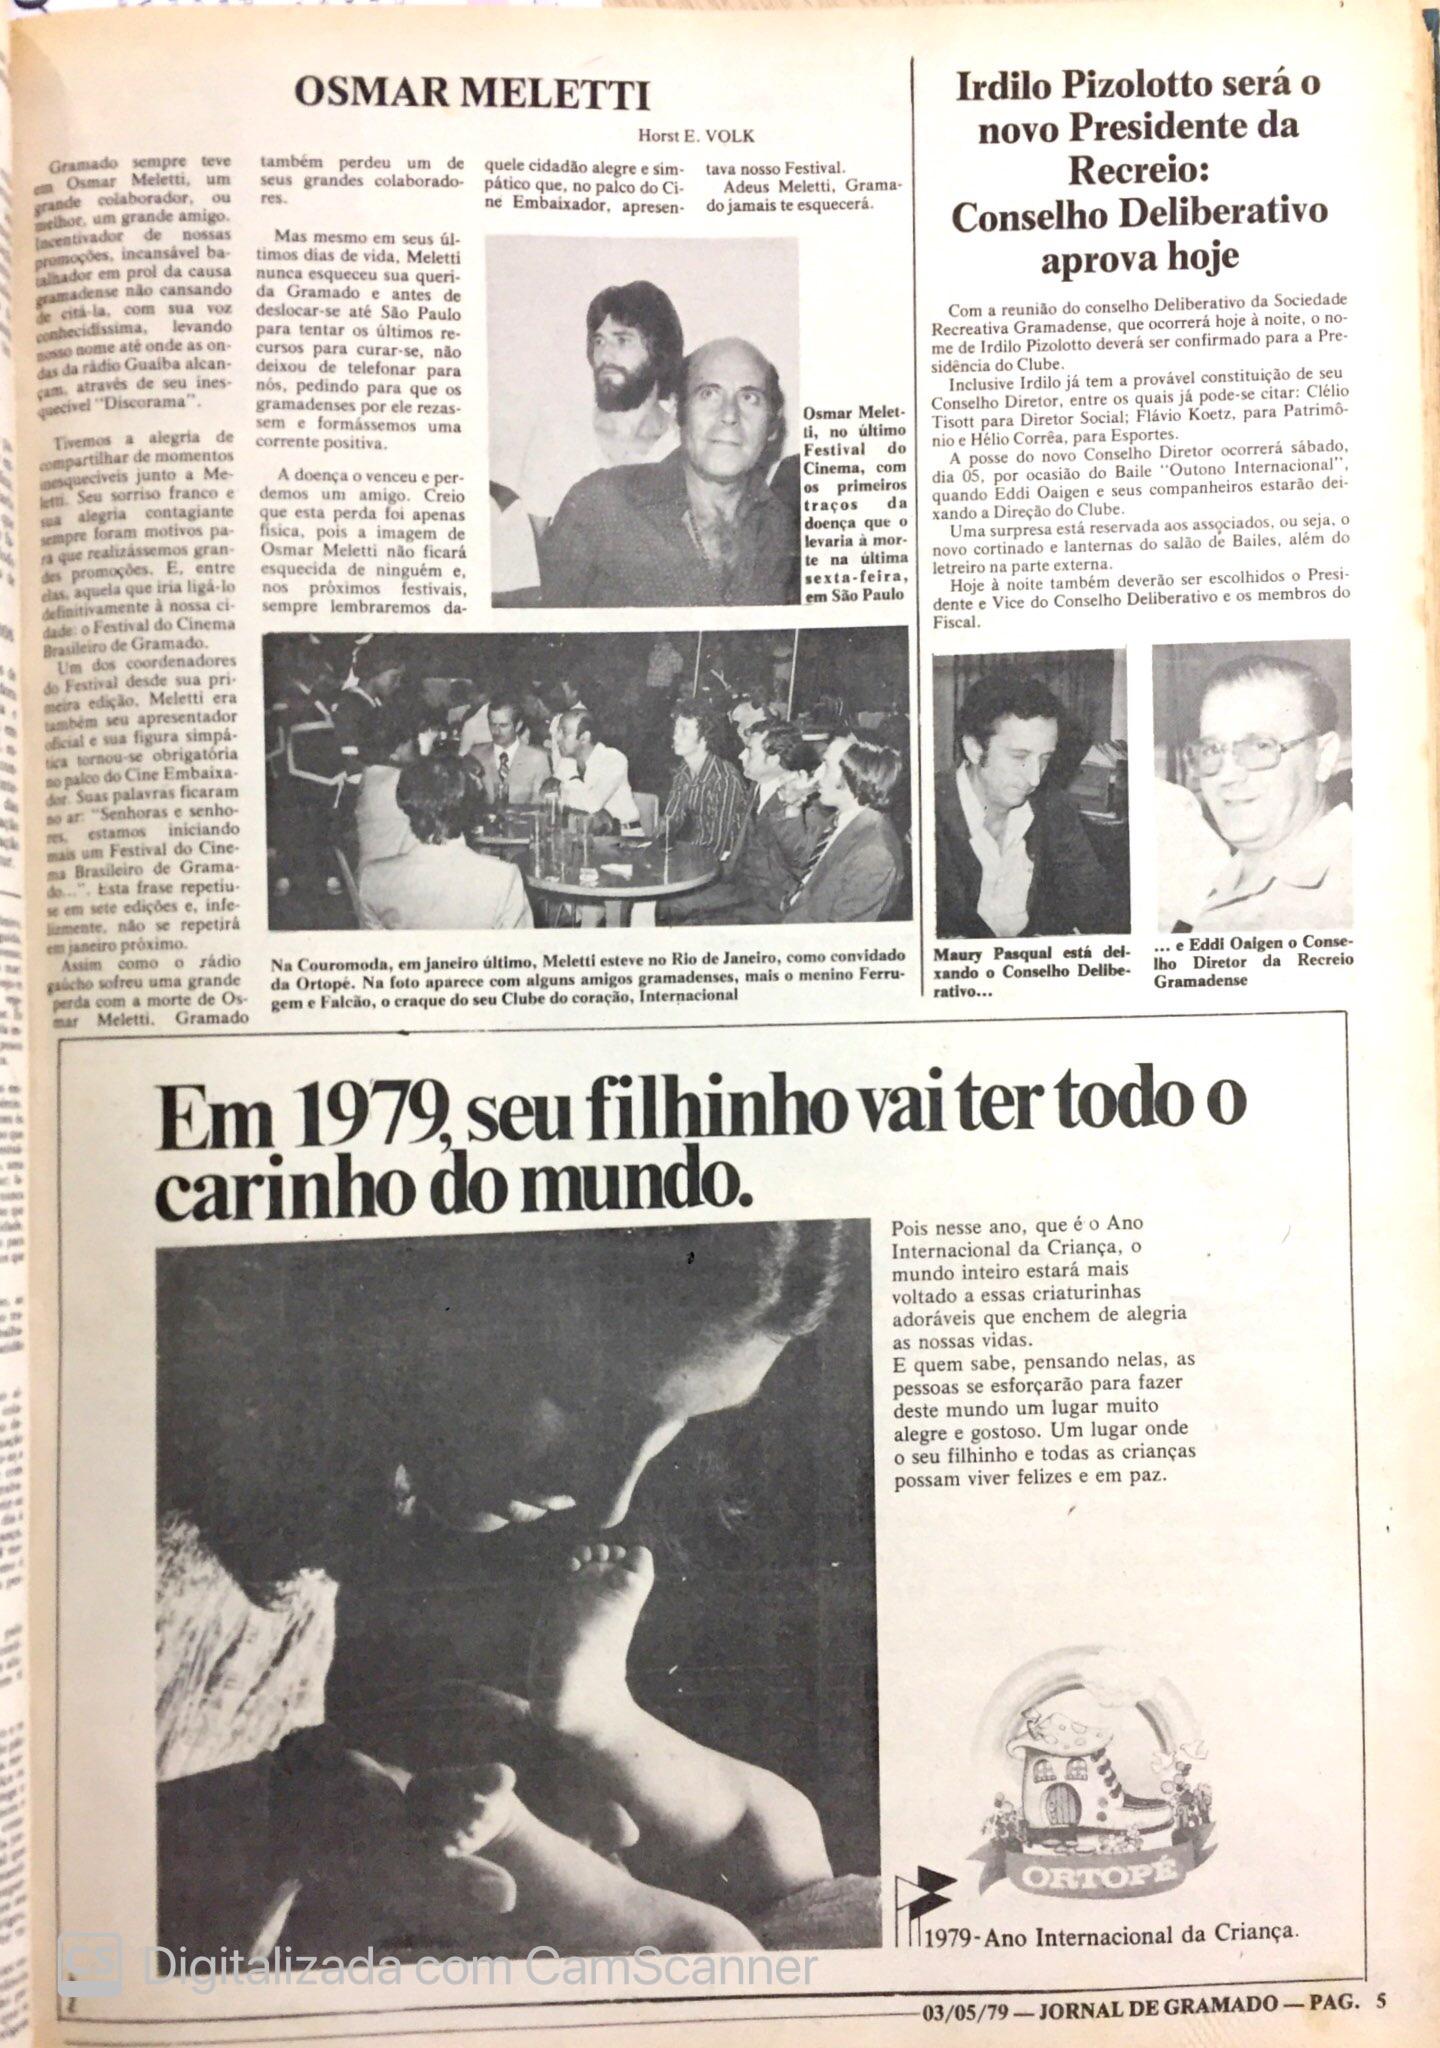 OSMAR MELETTI
Horst E. VOLK
Gramado sempre teve
em Osmar Meletti, um
grande colaborador, ou
melhor, um grande amigo.
Incentivador de nossas
promoções, incansável ba-
talhador em prol da causa
gramadense não cansando
de citá-la, com sua voz
conhecidíssima, levando
nosso nome até onde as on-
das da rádio Guaíba alcan-
çam, através de seu ines-
quecível "Discorama".
Tivemos a alegria de
compartilhar de momentos
inesquecíveis junto a Me-
letti. Seu sorriso franco e
sua alegria contagiante
sempre foram motivos pa-
ra que realizássemos gran-
des promoções. E, entre
elas, aquela que iria ligá-lo
definitivamente à nossa ci-
dade: o Festival do Cinema
Brasileiro de Gramado.
Um dos coordenadores
do Festival desde sua pri-
meira edição, Meletti era
também seu apresentador
oficial e sua figura simpá-
tica tornou-se obrigatória
no palco do Cine Embaixa-
dor. Suas palavras ficaram
no ar: "Senhoras e senho-
res, estamos iniciando
mais um Festival do Cine-
ma Brasileiro de Grama-
do...". Esta frase repetiu-
se em sete edições e, infe-
lizmente, não se repetirá
em janeiro próximo.
Assim como o rádio
gaúcho sofreu uma grande
perda com a morte de Os-
mar Meletti, Gramado
também perdeu um de
seus grandes colaborado-
res.
Mas mesmo em seus úl-
timos dias de vida, Meletti
nunca esqueceu sua queri-
da Gramado e antes de
deslocar-se até São Paulo
para tentar os últimos re-
cursos para curar-se, não
deixou de telefonar para
nós, pedindo para que os
gramadenses por ele rezas-
sem e formássemos uma
corrente positiva.
A doença o venceu e per-
demos um amigo. Creio
que esta perda foi apenas
física, pois a imagem de
Osmar Meletti não ficará
esquecida de ninguém e,
nos próximos festivais,
sempre lembraremos da-
quele cidadão alegre e sim-
pático que, no palco do Ci-
ne Embaixador, apresen-
tava nosso Festival.
Adeus Meletti, Grama-
do jamais te esquecerá.
Osmar Melet-
ti, no último
Festival do
Cinema, com
os primeiros
traços da
doença que o
levaria à mor-
te na última
sexta-feira,
em São Paulo
Na Couromoda, em janeiro último, Meletti esteve no Rio de Janeiro, como convidado
da Ortopé. Na foto aparece com alguns amigos gramadenses, mais o menino Ferru-
gem e Falcão, o craque do seu Clube do coração, Internacional
Irdilo Pizolotto será o
novo Presidente da
Recreio:
Conselho Deliberativo
aprova hoje
Com a reunião do conselho Deliberativo da Sociedade
Recreativa Gramadense, que ocorrerá hoje à noite, o no-
me de Irdilo Pizolotto deverá ser confirmado para a Pre-
sidência do Clube.
Inclusive Irdilo já tem a provável constituição de seu
Conselho Diretor, entre os quais já pode-se citar: Clélio
Tisott para Diretor Social; Flávio Koetz, para Patrimô-
nio e Hélio Corrêa, para Esportes.
A posse do novo Conselho Diretor ocorrerá sábado,
dia 05, por ocasião do Baile "Outono Internacional",
quando Eddi Oaigen e seus companheiros estarão dei-
xando a Direção do Clube.
Uma surpresa está reservada aos associados, ou seja, o
novo cortinado e lanternas do salão de Bailes, além do
letreiro na parte externa.
Hoje à noite também deverão ser escolhidos o Presi-
dente e Vice do Conselho Deliberativo e os membros do
Fiscal.
Maury Pasqual está dei-
xando o Conselho Delibe-
rativo...
... e Eddi Oaigen o Conse-
lho Diretor da Recreio
Gramadense
Em 1979, seu filhinho vai ter todo o
carinho do mundo.
Pois nesse ano, que é o Ano
Internacional da Criança, o
mundo inteiro estará mais
voltado a essas criaturinhas
adoráveis que enchem de alegria
as nossas vidas.
E quem sabe, pensando nelas, as
pessoas se esforçarão para fazer
deste mundo um lugar muito
alegre e gostoso. Um lugar onde
o seu filhinho e todas as crianças
possam viver felizes e em paz.
ORTOPÉ
1979-Ano Internacional da Criança.
CS Digitalizada com CamScanner
03/05/79 — JORNAL DE GRAMADO — PAG. 5